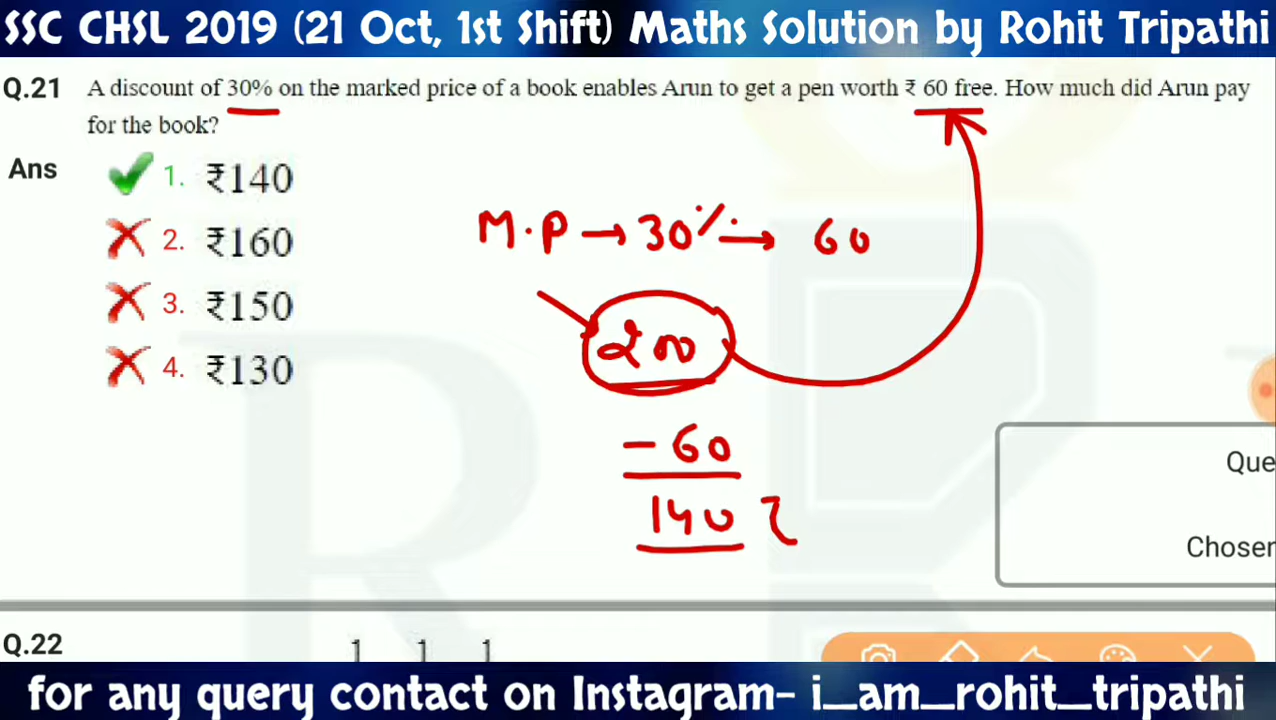 SSC CHSL 2019 (21 Oct, 1st Shift) Maths Solution by Rohit Tripathi
Q.21 A discount of 30% on the marked price of a book enables Arun to get a pen worth ₹ 60 free. How much did Arun pay
for the book?
Ans 1. ₹140
2. ₹160
3. ₹150
4. ₹130
M.P → 30% → 60
200
- 60
140 ₹
Que
Chosen
Q.22 1 1 1
for any query contact on Instagram- i_am_rohit_tripathi